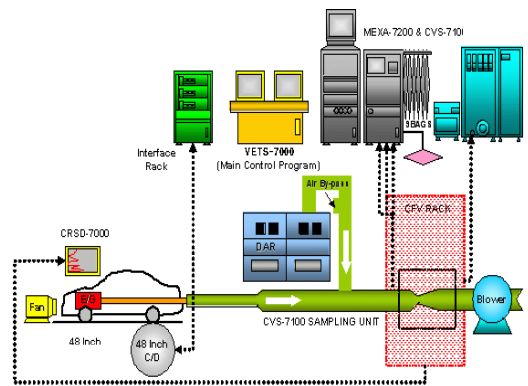 MEXA-7200 & CVS-7100
9BAGS
Interface
Rack
VETS-7000
(Main Control Program)
Air By-pass
CFV RACK
CRSD-7000
DAR
E/G
Fan
Blower
CVS-7100 SAMPLING UNIT
48 Inch
48 Inch
C/D